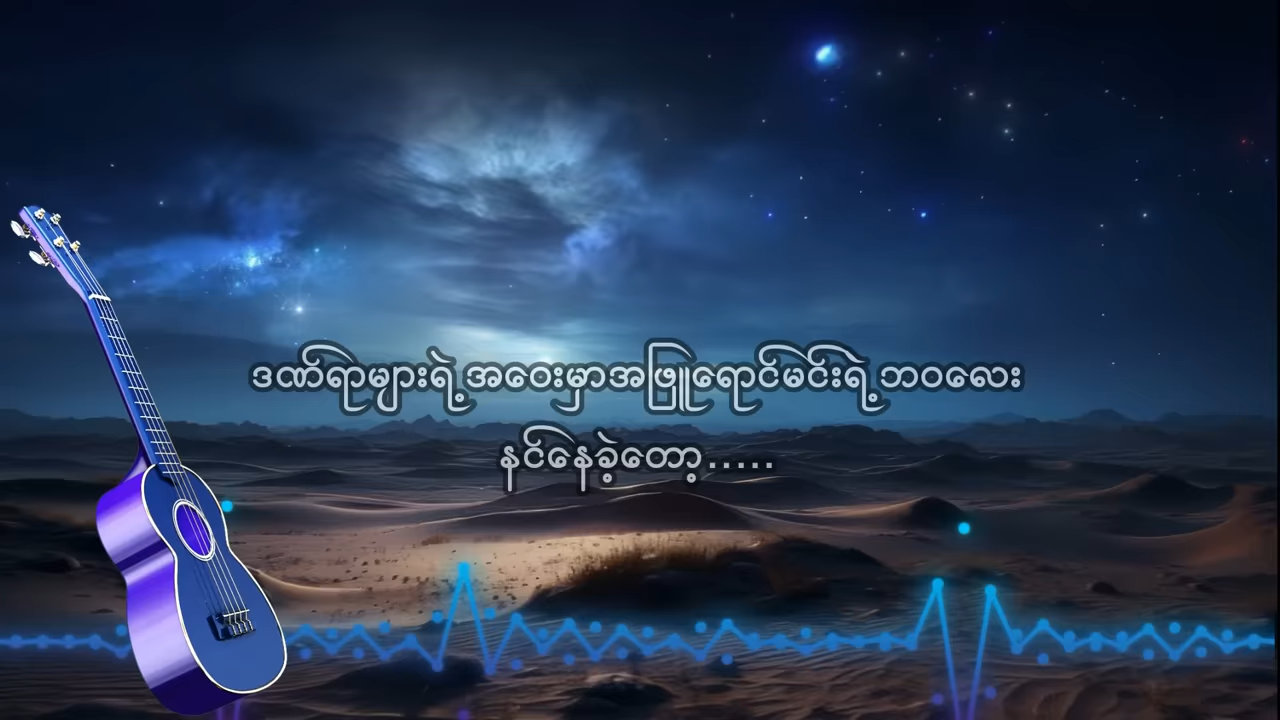 ဒဏ်ရာများရဲ့အဝေးမှာအဖြူရောင်မင်းရဲ့ဘဝလေး
နင်နေခဲ့တော့.....